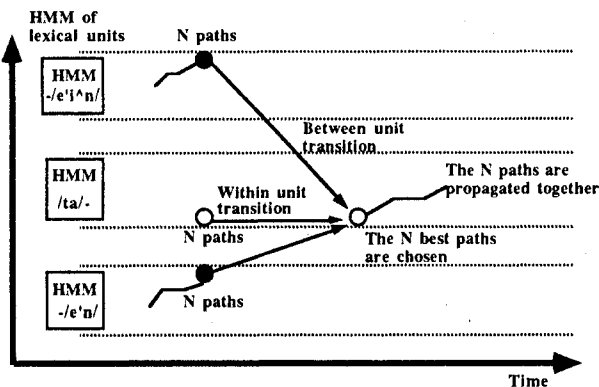 HMM of
lexical units
N paths
HMM
-/e'i^n/
Between unit
transition
HMM
/ta/-
Within unit
transition
The N paths are
propagated together
N paths
The N best paths
are chosen
HMM
-/e'n/
N paths
Time